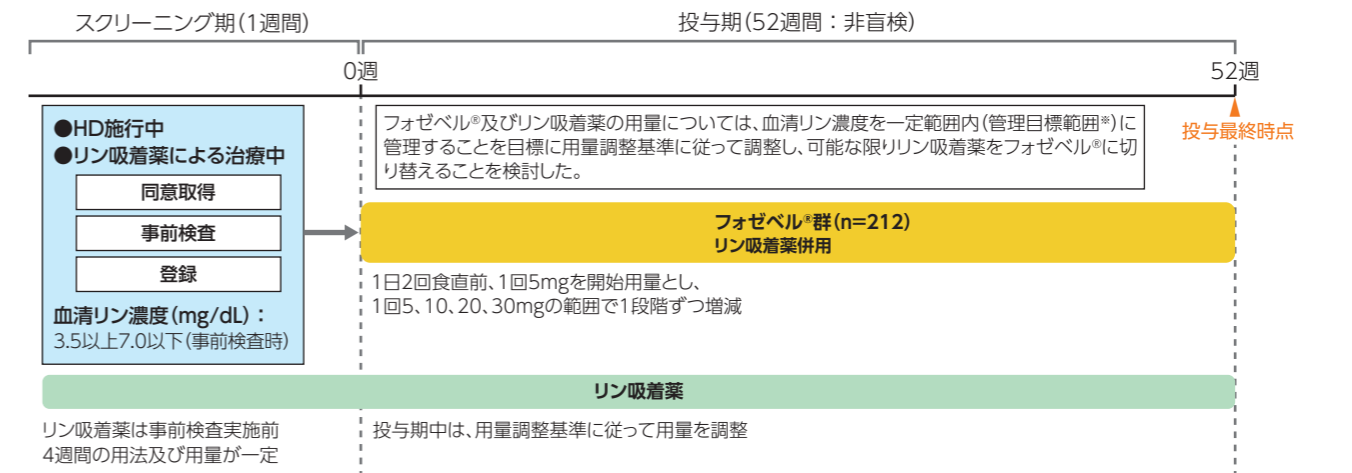 スクリーニング期(1週間)
投与期(52週間:非盲検)
0週
52週
投与最終時点
●HD施行中
●リン吸着薬による治療中
同意取得
事前検査
登録
血清リン濃度(mg/dL):
3.5以上7.0以下(事前検査時)
フォゼベル®及びリン吸着薬の用量については、血清リン濃度を一定範囲内(管理目標範囲※)に
管理することを目標に用量調整基準に従って調整し、可能な限りリン吸着薬をフォゼベル®に切
り替えることを検討した。
フォゼベル®群(n=212)
リン吸着薬併用
1日2回食直前、1回5mgを開始用量とし、
1回5、10、20、30mgの範囲で1段階ずつ増減
リン吸着薬
リン吸着薬は事前検査実施前
4週間の用法及び用量が一定
投与期中は、用量調整基準に従って用量を調整